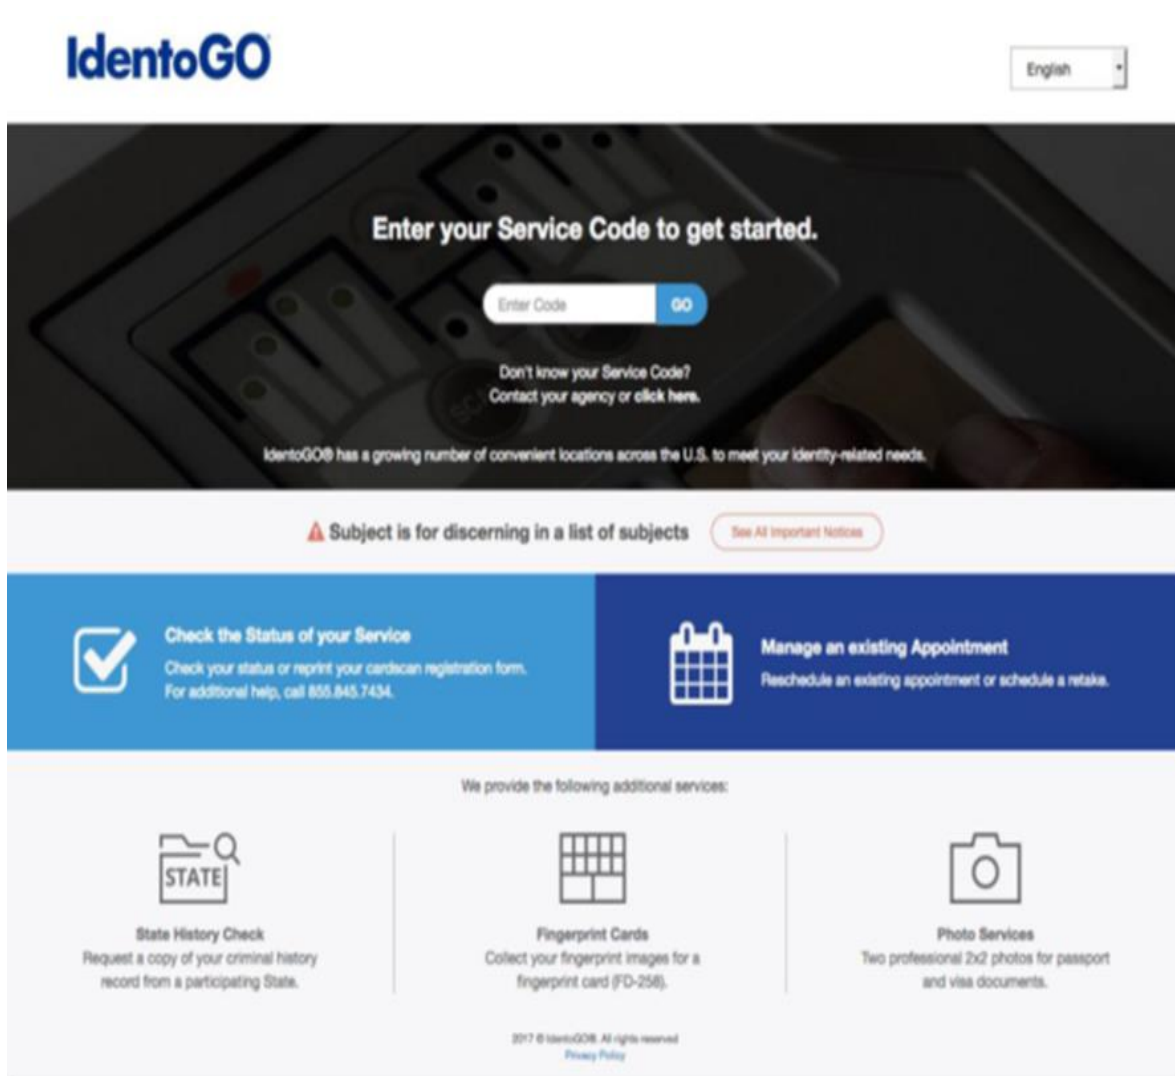 IdentoGO
English
Enter your Service Code to get started.
Enter Code
GO
Don't know your Service Code?
Contact your agency or click here.
IdentoGO® has a growing number of convenient locations across the U.S. to meet your identity-related needs.
Subject is for discerning in a list of subjects
See All Important Notices
Check the Status of your Service
Check your status or reprint your cardscan registration form.
For additional help, call 855.845.7434.
Manage an existing Appointment
Reschedule an existing appointment or schedule a retake.
We provide the following additional services:
STATE
State History Check
Request a copy of your criminal history
record from a participating State.
Fingerprint Cards
Collect your fingerprint images for a
fingerprint card (FD-258).
Photo Services
Two professional 2x2 photos for passport
and visa documents.
2017 © IdentoGO®. All rights reserved
Privacy Policy